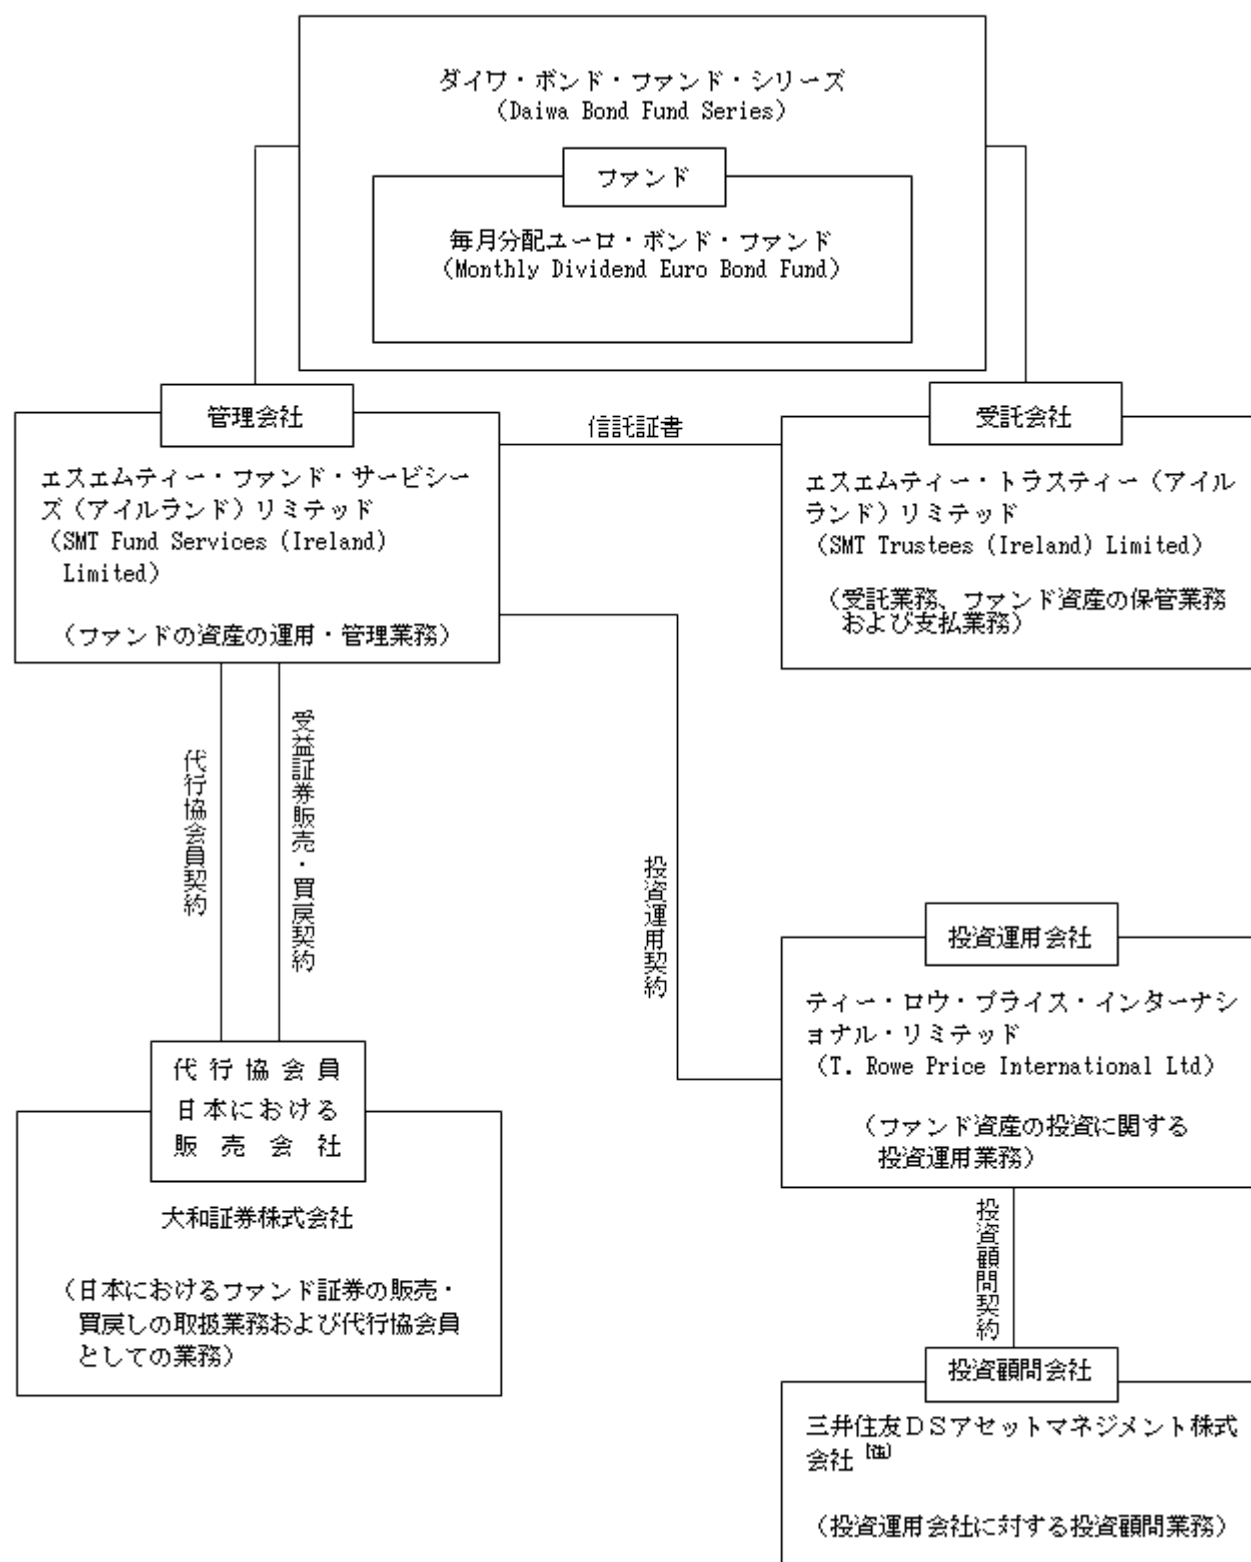 ダイワ・ボンド・ファンド・シリーズ
（Daiwa Bond Fund Series）
ファンド
毎月分配ユーロ・ボンド・ファンド
（Monthly Dividend Euro Bond Fund）
管理会社
エスエムティー・ファンド・サービシー
ズ（アイルランド）リミテッド
（SMT Fund Services (Ireland)
Limited）
（ファンドの資産の運用・管理業務）
信託証書
受託会社
エスエムティー・トラスティー（アイル
ランド）リミテッド
（SMT Trustees (Ireland) Limited）
（受託業務、ファンド資産の保管業務
および支払業務）
代行協会員契約
受益証券販売・買戻契約
投資運用契約
投資運用会社
ティー・ロウ・プライス・インターナシ
ョナル・リミテッド
（T. Rowe Price International Ltd）
（ファンド資産の投資に関する
投資運用業務）
代行協会員
日本における
販売会社
大和証券株式会社
（日本におけるファンド証券の販売・
買戻しの取扱業務および代行協会員
としての業務）
投資顧問契約
投資顧問会社
三井住友ＤＳアセットマネジメント株式
会社
（投資運用会社に対する投資顧問業務）